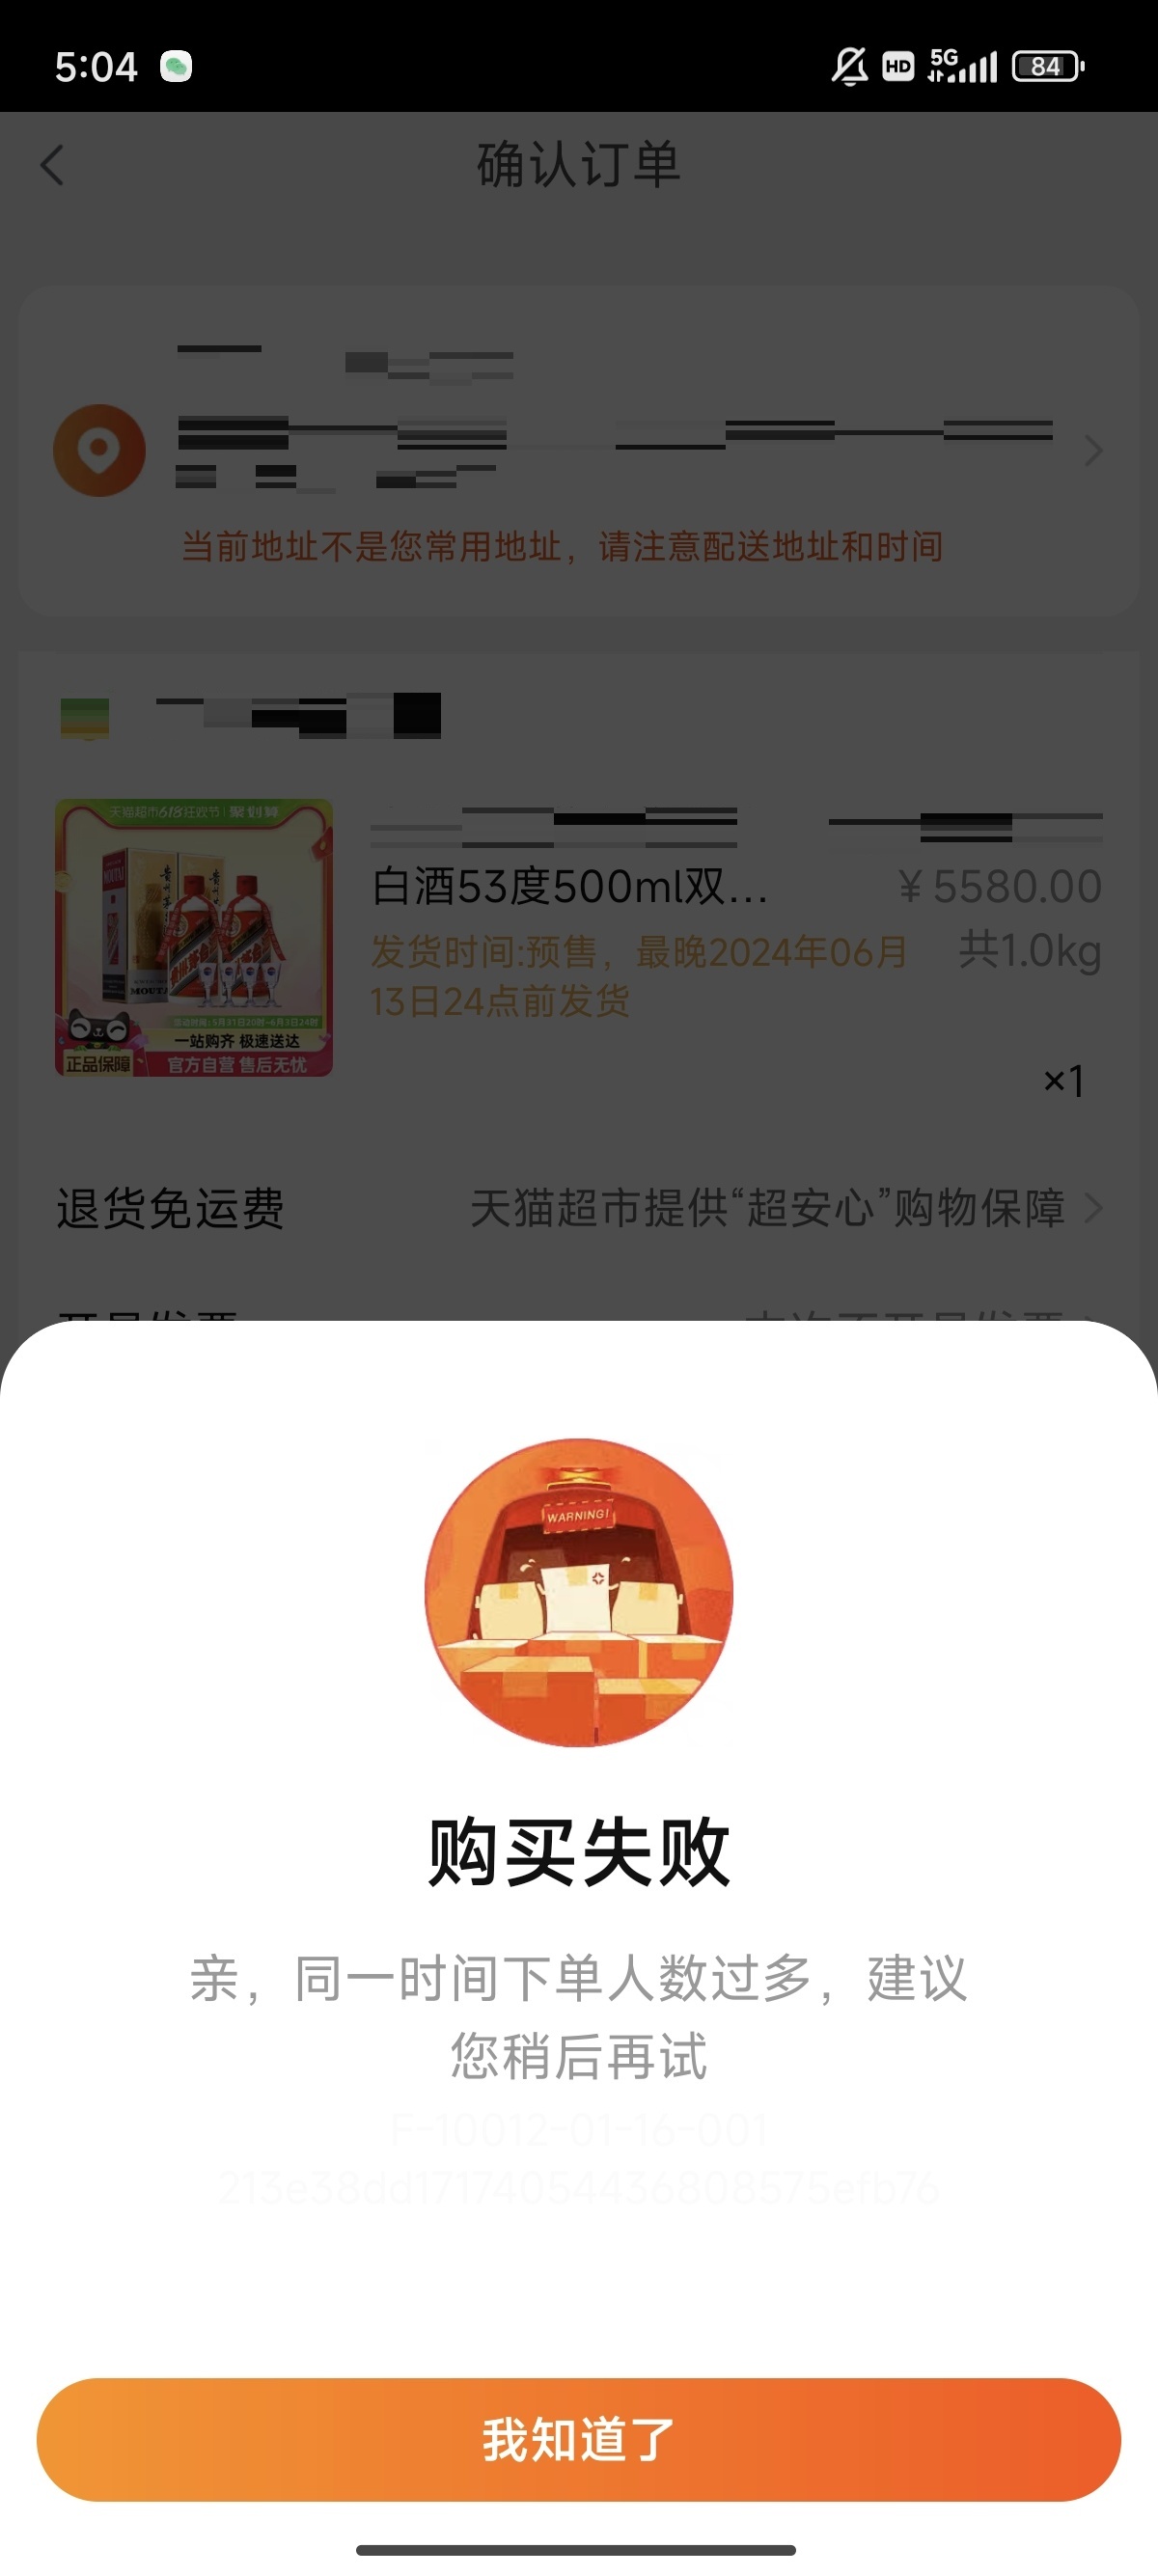 5:04
HD 5G 84
确认订单
当前地址不是您常用地址，请注意配送地址和时间
天猫超市618狂欢节 聚划算
MOUTAI
贵州茅台
一站购齐 极速送达
正品保障 官方自营 售后无忧
白酒53度500ml双... ￥5580.00
发货时间:预售，最晚2024年06月 共1.0kg
13日24点前发货
×1
退货免运费 天猫超市提供“超安心”购物保障
WARNING!
购买失败
亲，同一时间下单人数过多，建议
您稍后再试
F-10012-01-16-001
213e38dd17174054436808575efb76
我知道了